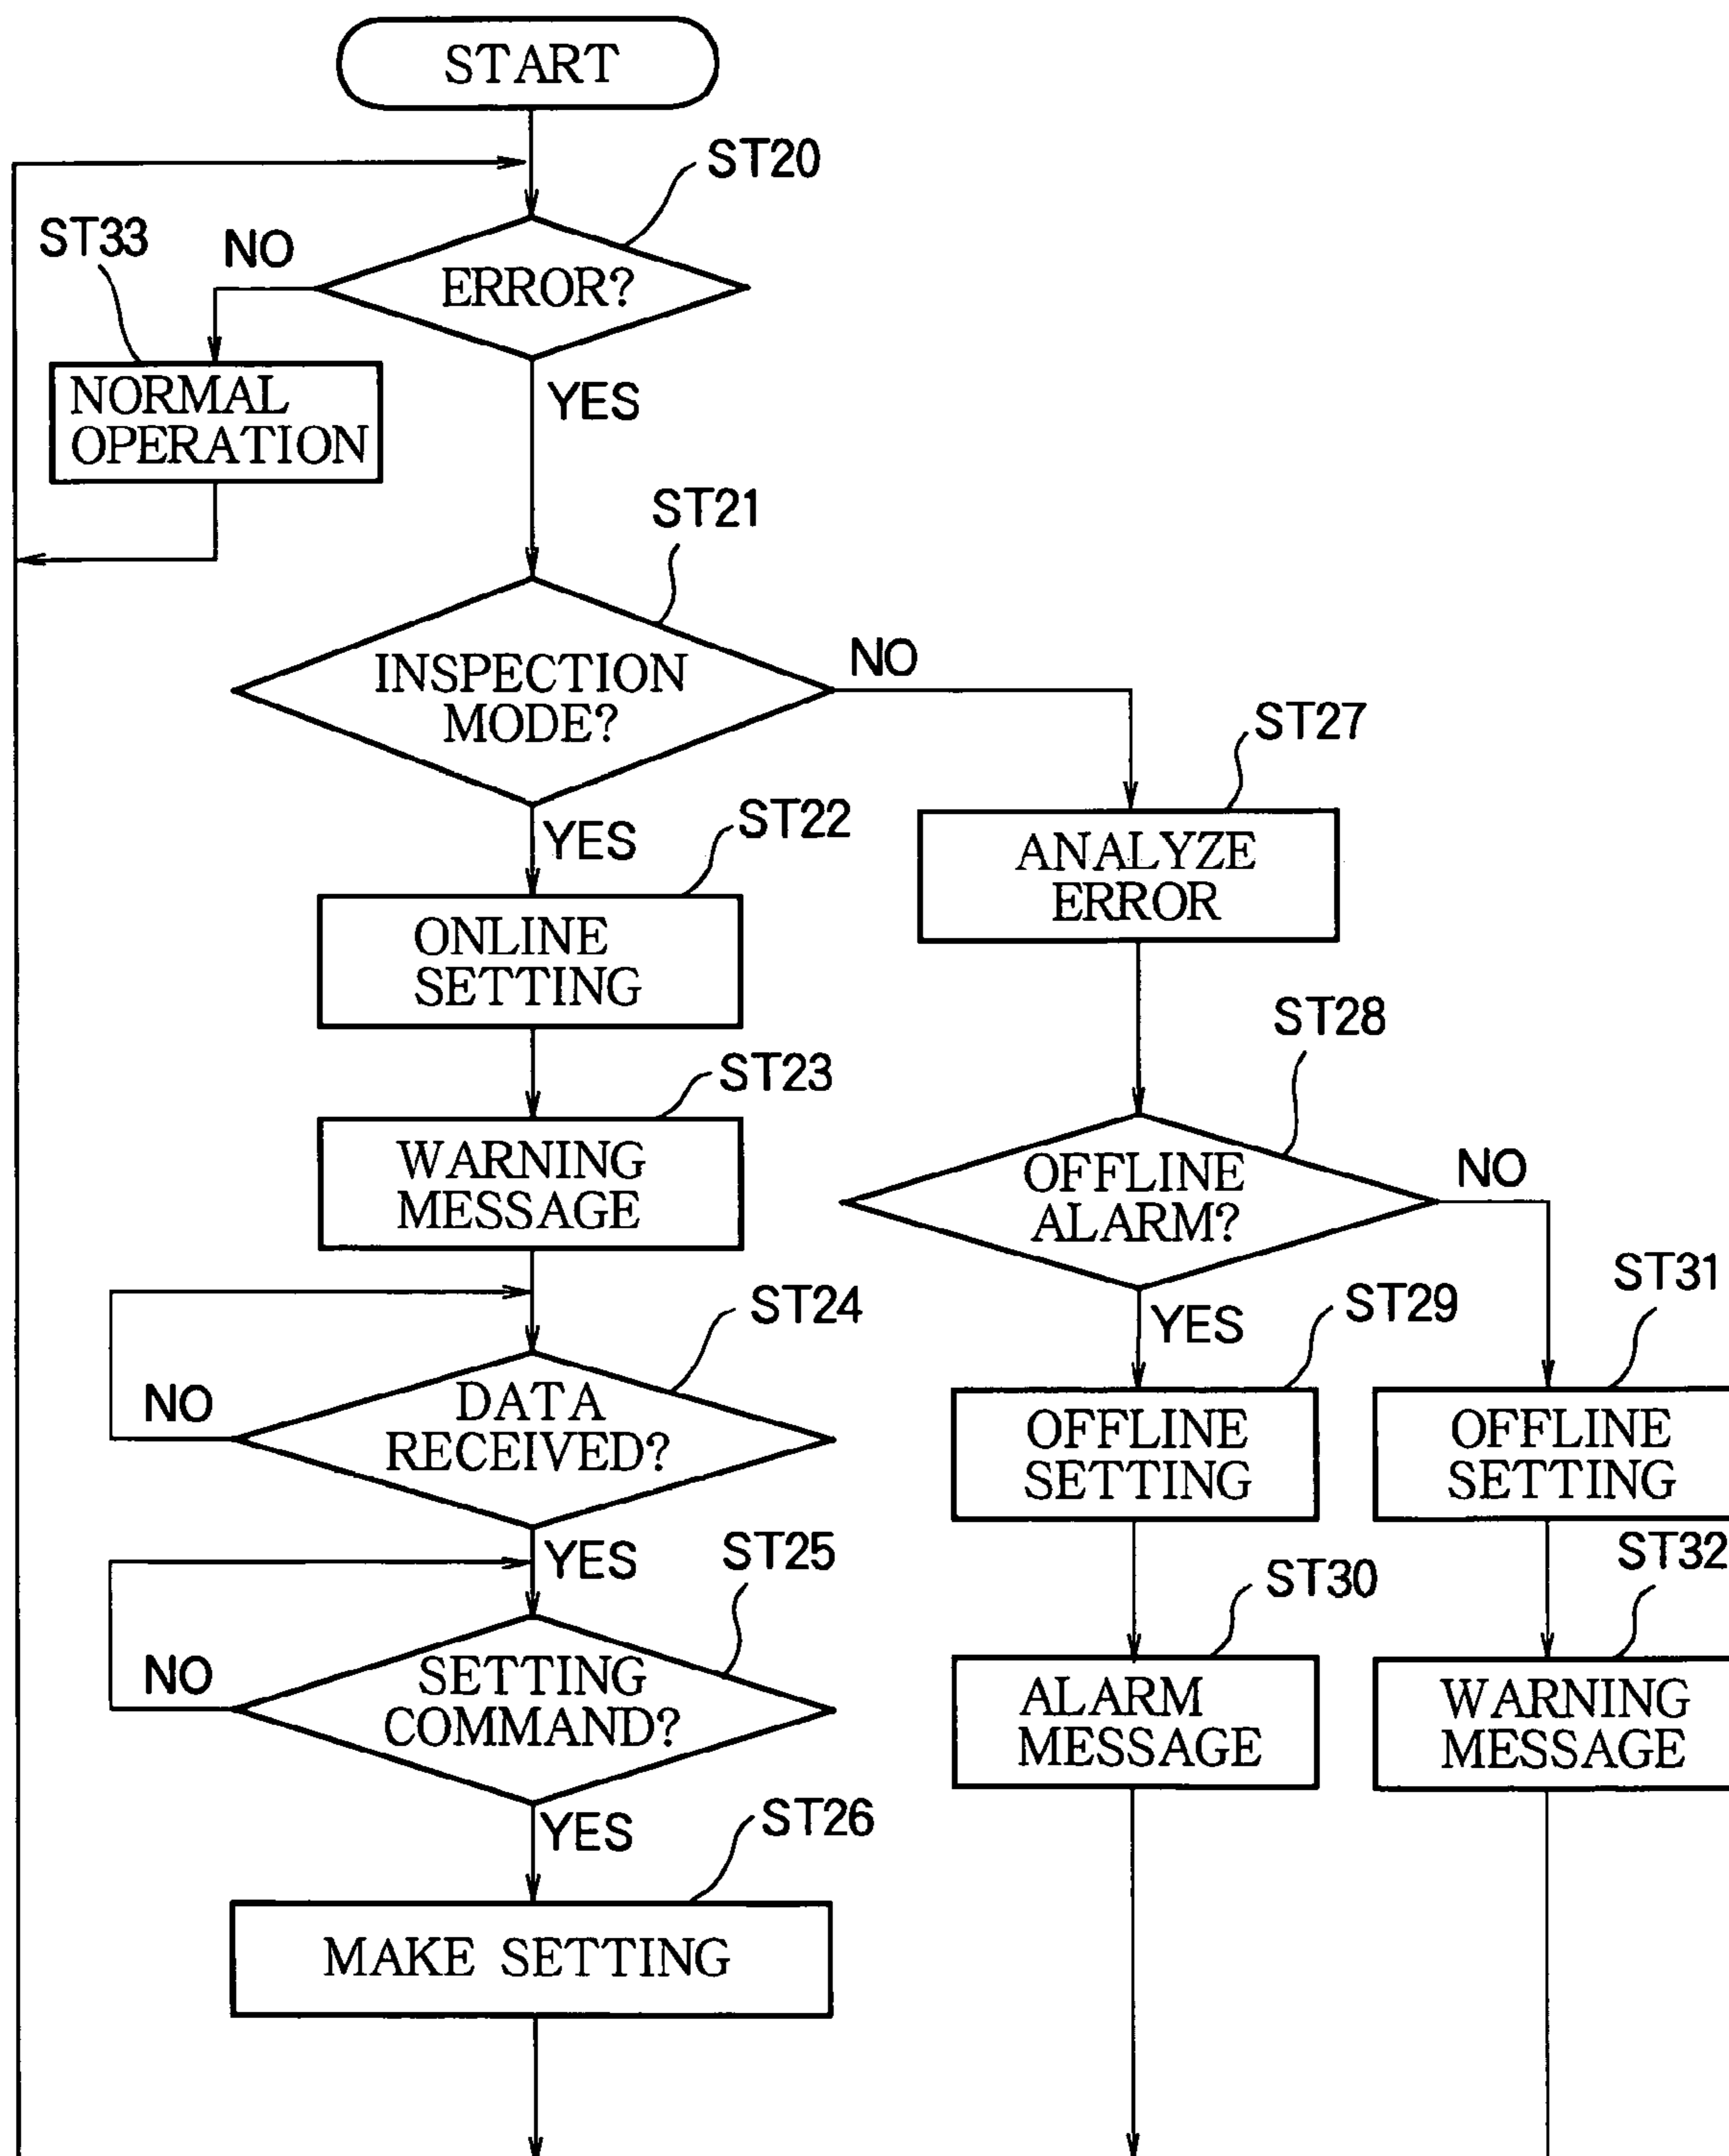 START
ST20
ST33
NO
ERROR?
NORMAL
OPERATION
YES
ST21
INSPECTION
MODE?
NO
ST27
YES
ST22
ANALYZE
ERROR
ONLINE
SETTING
ST28
ST23
WARNING
MESSAGE
OFFLINE
ALARM?
NO
ST24
YES
ST29
ST31
NO
DATA
RECEIVED?
OFFLINE
SETTING
OFFLINE
SETTING
YES
ST25
ST30
ST32
NO
SETTING
COMMAND?
ALARM
MESSAGE
WARNING
MESSAGE
YES
ST26
MAKE SETTING